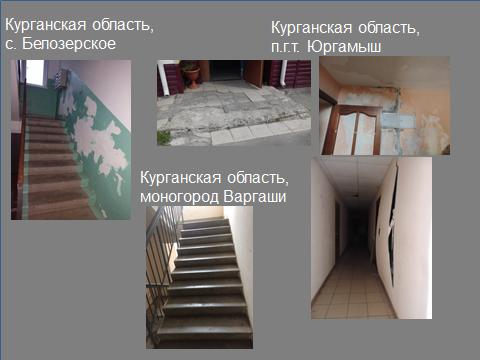 Курганская область,
с. Белозерское
Курганская область,
п.г.т. Юргамыш
Курганская область,
моногород Варгаши